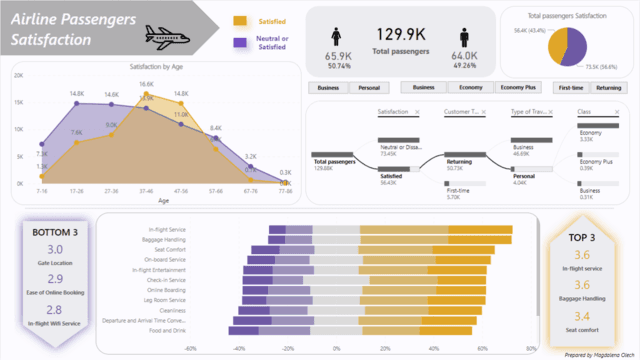 Airline Passengers
Satisfaction
Satisfied
Neutral or
Satisfied
129.9K
Total passengers
65.9K
50.74%
64.0K
49.26%
Total passengers Satisfaction
56.4K (43.4%)
73.5K (56.6%)
Business
Personal
Business
Economy
Economy Plus
First-time
Returning
Satisfaction by Age
20K
15K
10K
5K
0K
7.3K
1.3K
14.8K
7.6K
14.8K
9.0K
16.6K
13.9K
14.8K
11.0K
8.4K
6.3K
3.2K
0.3K
7-16
17-26
27-36
37-46
47-56
57-66
67-76
77-86
Age
Satisfaction
Customer T...
Type of Trav...
Class
Total passengers
129.88K
Neutral or Dissa...
73.45K
Satisfied
56.43K
Returning
50.73K
First-time
5.70K
Business
46.69K
Personal
4.04K
Economy
3.33K
Economy Plus
0.39K
Business
0.31K
BOTTOM 3
3.0
Gate Location
2.9
Ease of Online Booking
2.8
In-flight Wifi Service
In-flight Service
Baggage Handling
Seat Comfort
On-board Service
In-flight Entertainment
Check-in Service
Online Boarding
Leg Room Service
Cleanliness
Departure and Arrival Time Conve...
Food and Drink
-60%
-40%
-20%
0%
20%
40%
60%
80%
TOP 3
3.6
In-flight service
3.6
Baggage Handling
3.4
Seat comfort
Prepared by Magdalena Olech